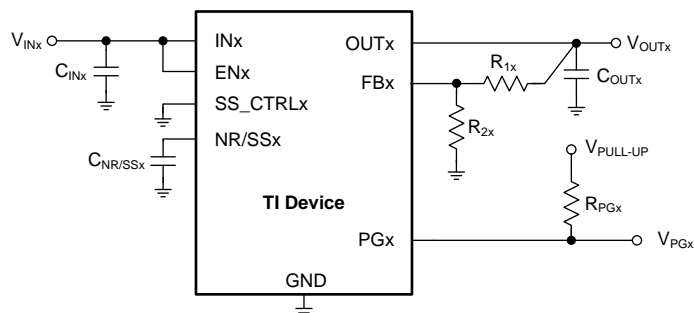 V_INx
C_INx
INx
ENx
SS_CTRLx
NR/SSx
C_NR/SSx
TI Device
GND
OUTx
FBx
PGx
R_1x
R_2x
V_OUTx
C_OUTx
V_PULL-UP
R_PGx
V_PGx